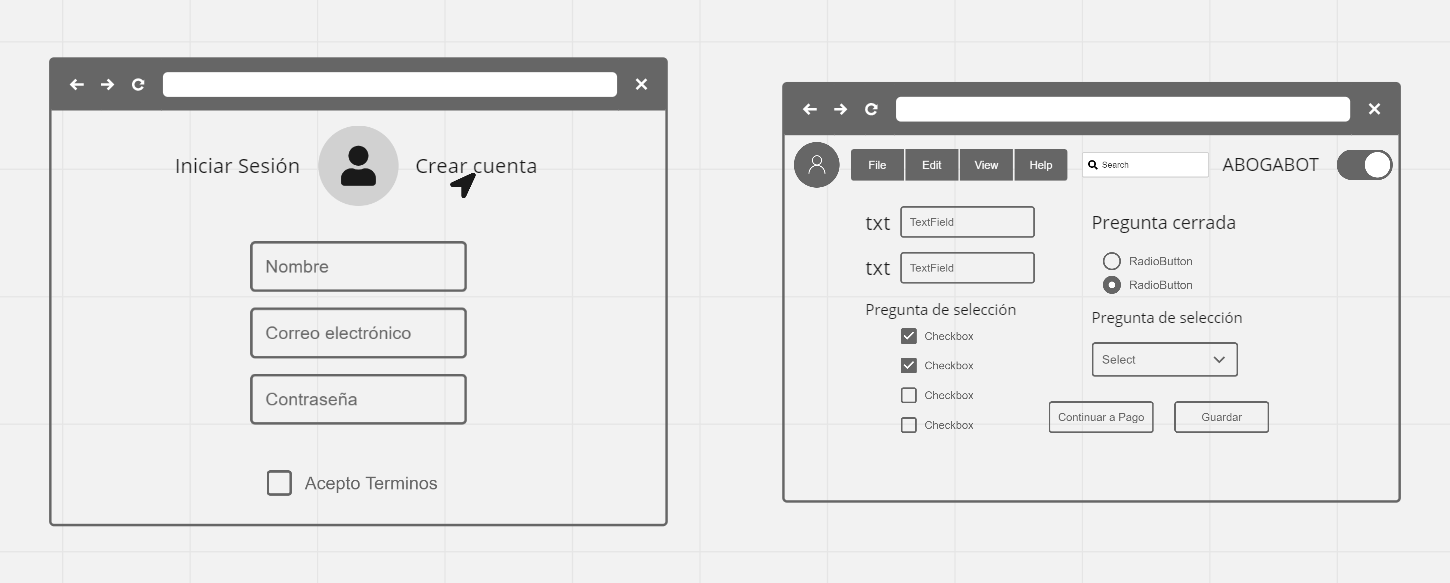 Iniciar Sesión
Crear cuenta
Nombre
Correo electrónico
Contraseña
Acepto Terminos
File Edit View Help
Search
ABOGABOT
txt TextField
txt TextField
Pregunta de selección
Checkbox
Checkbox
Checkbox
Checkbox
Pregunta cerrada
RadioButton
RadioButton
Pregunta de selección
Select
Continuar a Pago
Guardar